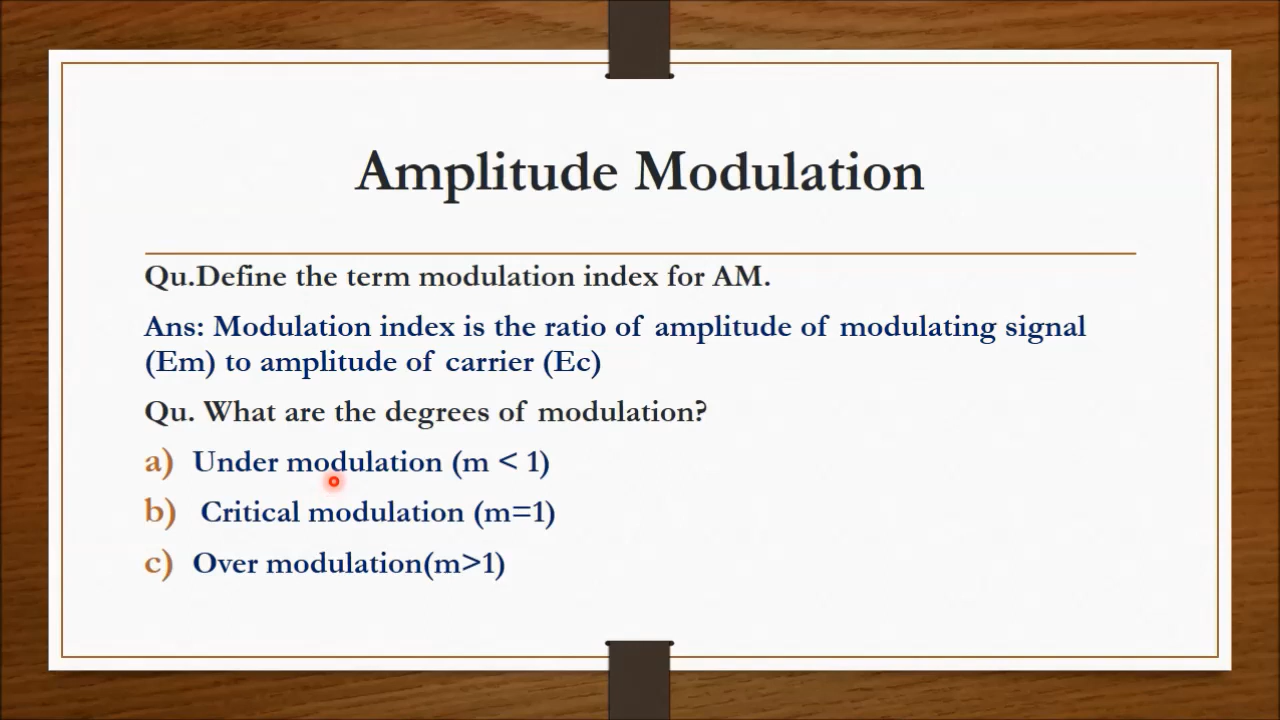 Amplitude Modulation
Qu.Define the term modulation index for AM.
Ans: Modulation index is the ratio of amplitude of modulating signal
(Em) to amplitude of carrier (Ec)
Qu. What are the degrees of modulation?
a) Under modulation (m < 1)
b) Critical modulation (m=1)
c) Over modulation(m>1)